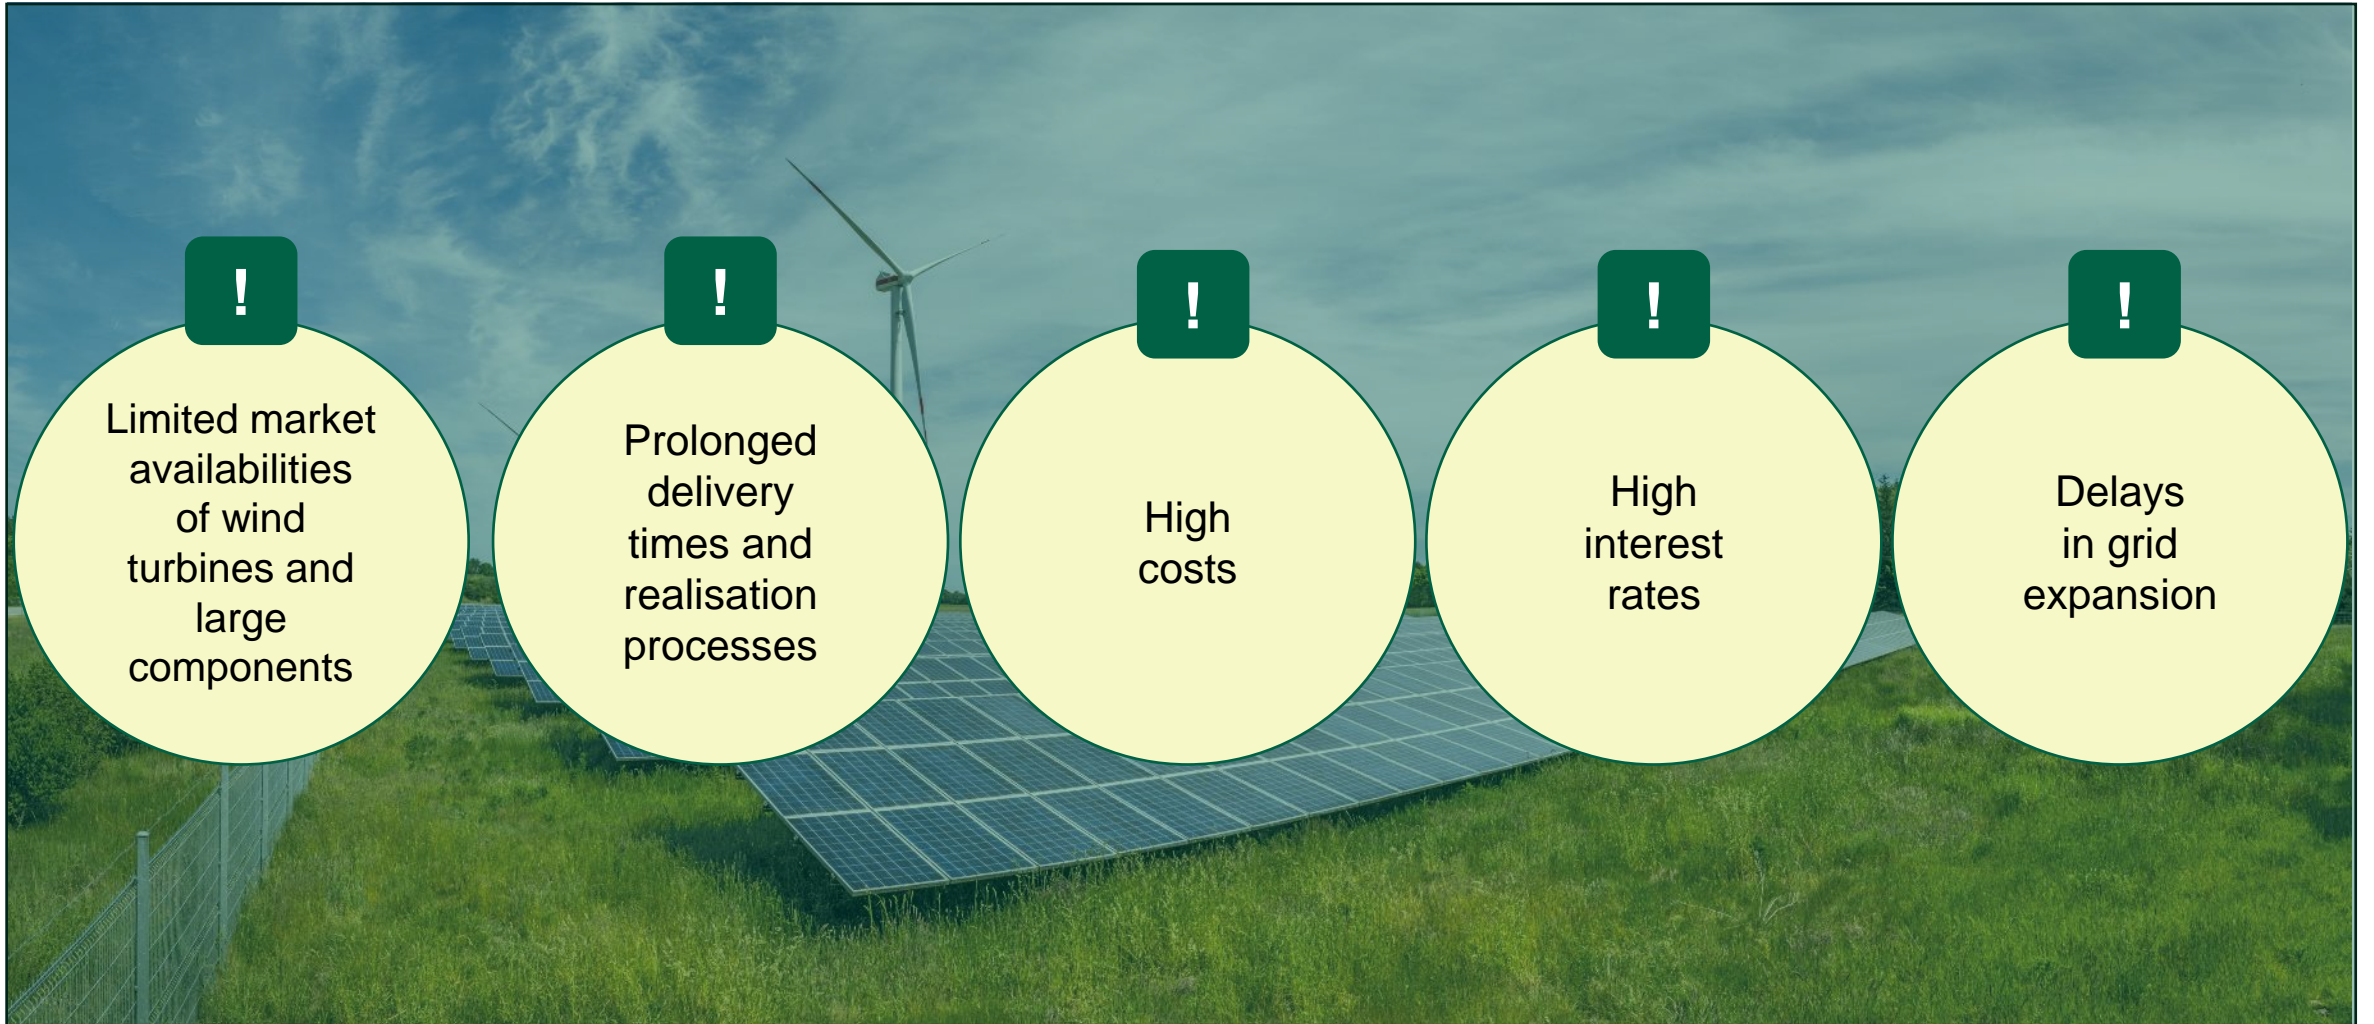 !
Limited market
availabilities
of wind
turbines and
large
components
!
Prolonged
delivery
times and
realisation
processes
!
High
costs
!
High
interest
rates
!
Delays
in grid
expansion